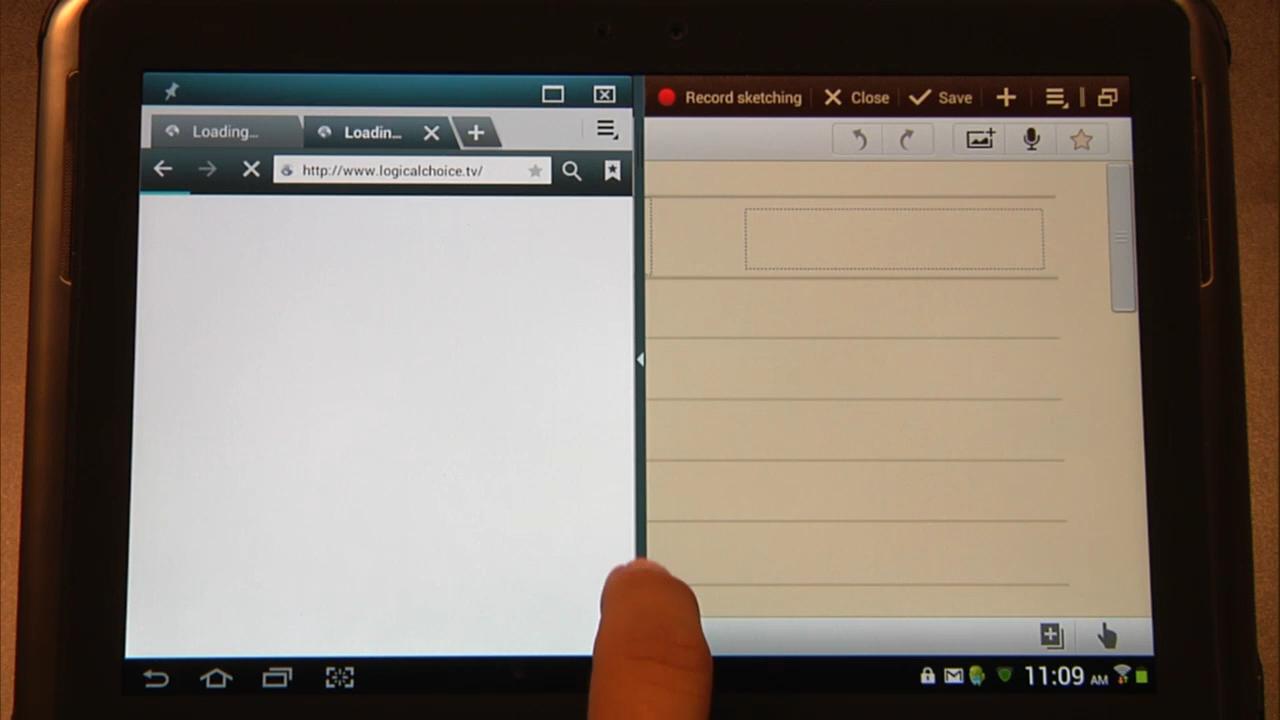 Record sketching Close Save
Loading...
Loadin...
http://www.logicalchoice.tv/
11:09 AM